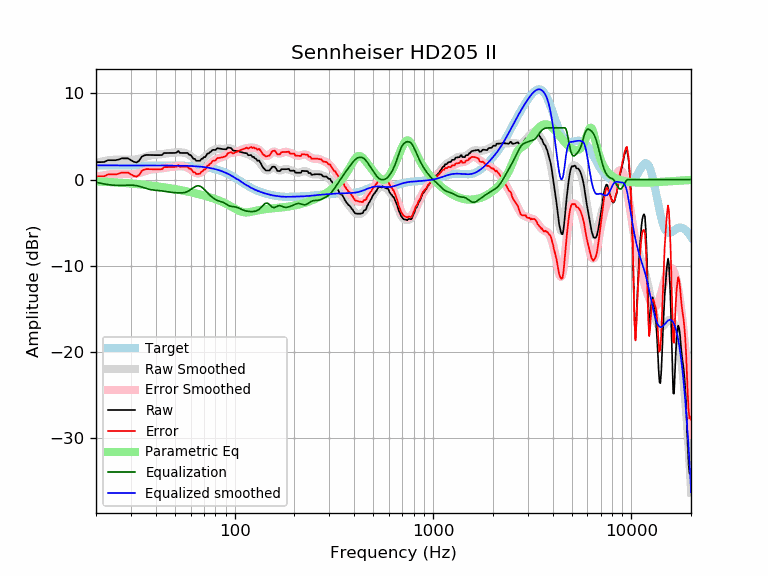 Sennheiser HD205 II
10
0
−10
−20
−30
Amplitude (dBr)
Target
Raw Smoothed
Error Smoothed
Raw
Error
Parametric Eq
Equalization
Equalized smoothed
100
1000
10000
Frequency (Hz)